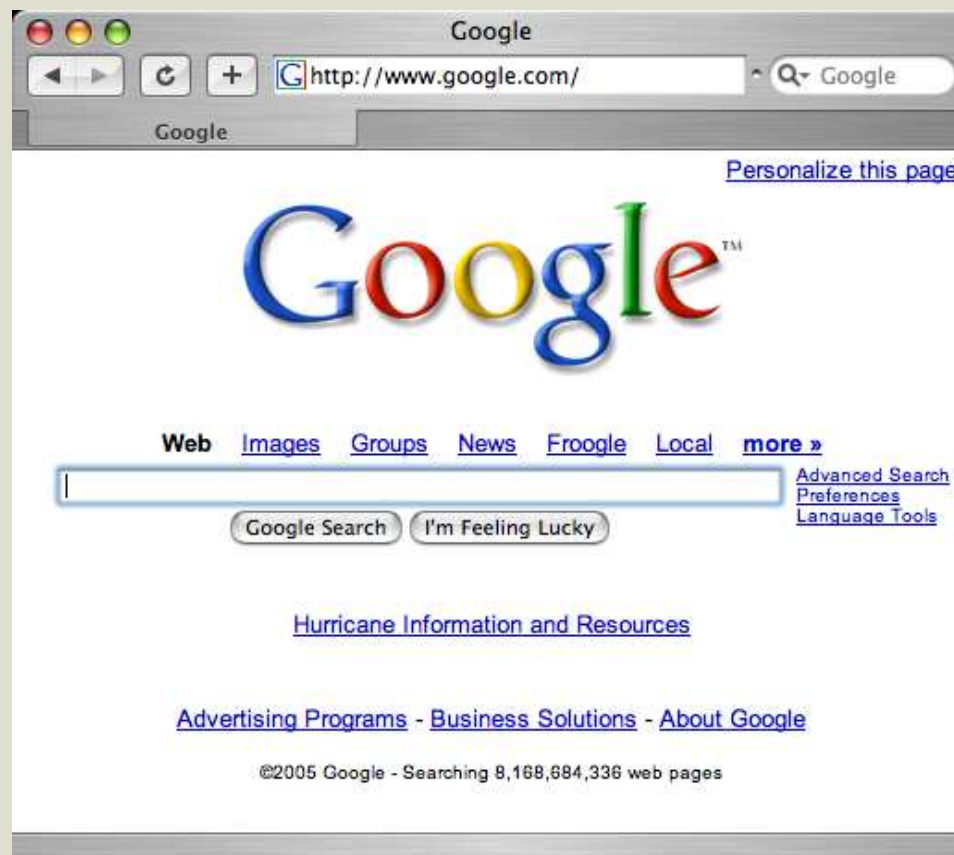 Google
http://www.google.com/ Google
Google
Personalize this page
Google™
Web Images Groups News Froogle Local more »
Advanced Search
Preferences
Language Tools
Google Search I'm Feeling Lucky
Hurricane Information and Resources
Advertising Programs - Business Solutions - About Google
©2005 Google - Searching 8,168,684,336 web pages